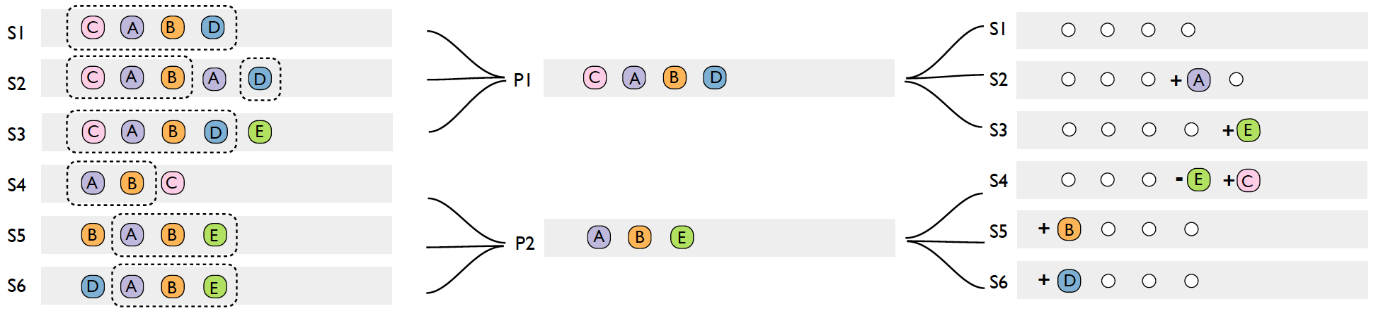 S1 C A B D
S2 C A B A D
S3 C A B D E
S4 A B C
S5 B A B E
S6 D A B E
P1 C A B D
P2 A B E
S1
S2 + A
S3 + E
S4 - E + C
S5 + B
S6 + D